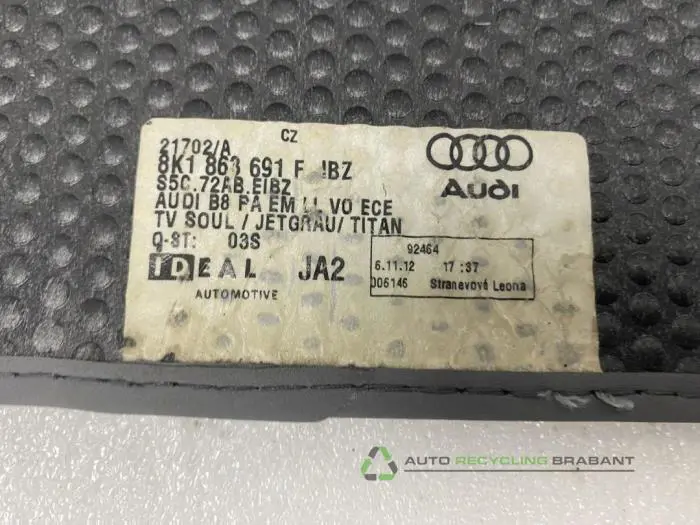 21702/A CZ
8K1 863 691 F IBZ
S5C.72AB.EIBZ
AUDI B8 PA EM LL VO ECE
TV SOUL / JETGRAU/ TITAN
Q-ST: 03S
IDEAL JA2
AUTOMOTIVE
Audi
92464
6.11.12 17:37
006146 Stranevové Leona
AUTO RECYCLING BRABANT